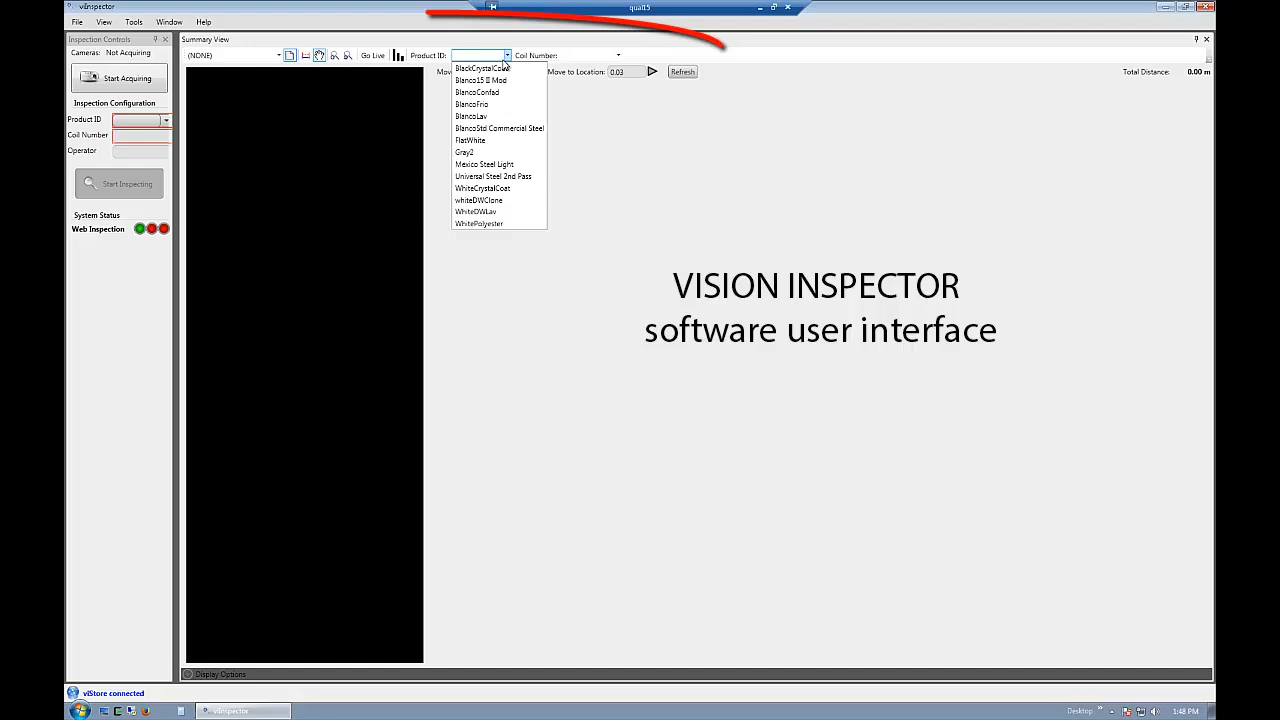 viInspector
qual15
File View Tools Window Help
Inspection Controls
Summary View
Cameras: Not Acquiring
(NONE)
Go Live
Product ID:
Coil Number:
Move to Location: 0.03
Refresh
Total Distance: 0.00 m
Start Acquiring
Inspection Configuration
Product ID
Coil Number
Operator
Start Inspecting
System Status
Web Inspection
Blanco15 II Mod
BlancoConfad
BlancoFrio
BlancoLav
BlancoStd Commercial Steel
FlatWhite
Gray2
Mexico Steel Light
Universal Steel 2nd Pass
WhiteCrystalCoat
whiteDWClone
WhiteDWLav
WhitePolyester
VISION INSPECTOR
software user interface
Display Options
viStore connected
viInspector
Desktop
1:48 PM